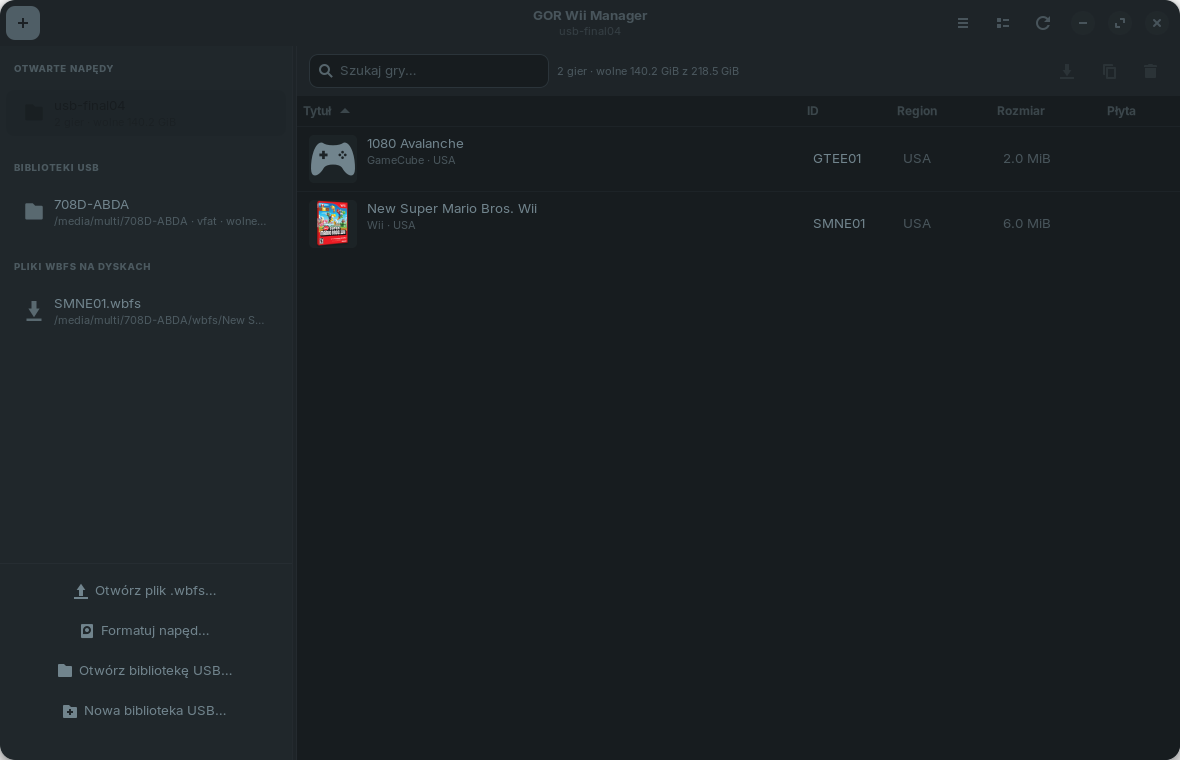 GOR Wii Manager
usb-final04
OTWARTE NAPĘDY
usb-final04
BIBLIOTEKI USB
708D-ABDA
/media/multi/708D-ABDA · vfat · wolne...
PLIKI WBFS NA DYSKACH
SMNE01.wbfs
/media/multi/708D-ABDA/wbfs/New S...
Otwórz plik .wbfs...
Formatuj napęd...
Otwórz bibliotekę USB...
Nowa biblioteka USB...
Szukaj gry...
2 gier · wolne 140.2 GiB z 218.5 GiB
Tytuł ID Region Rozmiar Płyta
1080 Avalanche
GameCube · USA
GTEE01 USA 2.0 MiB
New Super Mario Bros. Wii
Wii · USA
SMNE01 USA 6.0 MiB